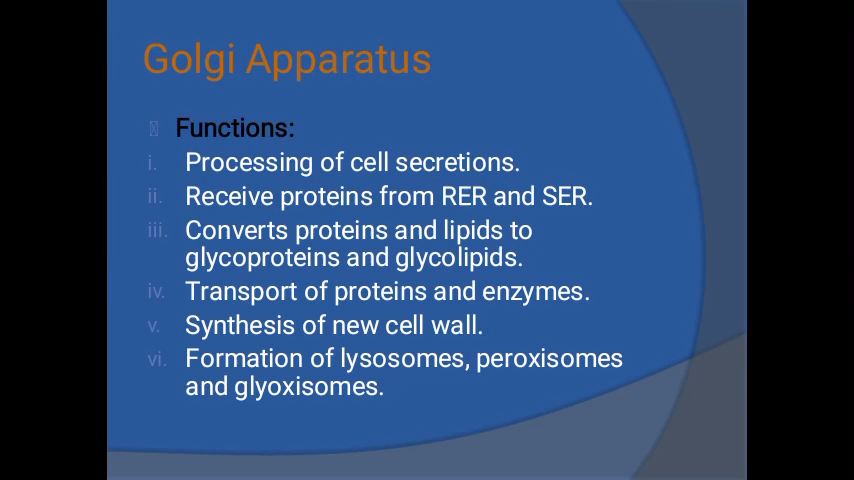 Golgi Apparatus
Functions:
i. Processing of cell secretions.
ii. Receive proteins from RER and SER.
iii. Converts proteins and lipids to
glycoproteins and glycolipids.
iv. Transport of proteins and enzymes.
v. Synthesis of new cell wall.
vi. Formation of lysosomes, peroxisomes
and glyoxisomes.